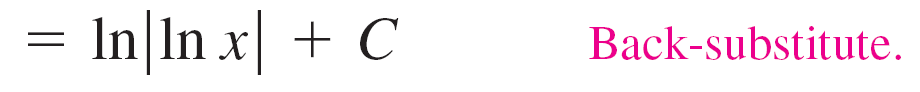 = ln|ln x| + C Back-substitute.